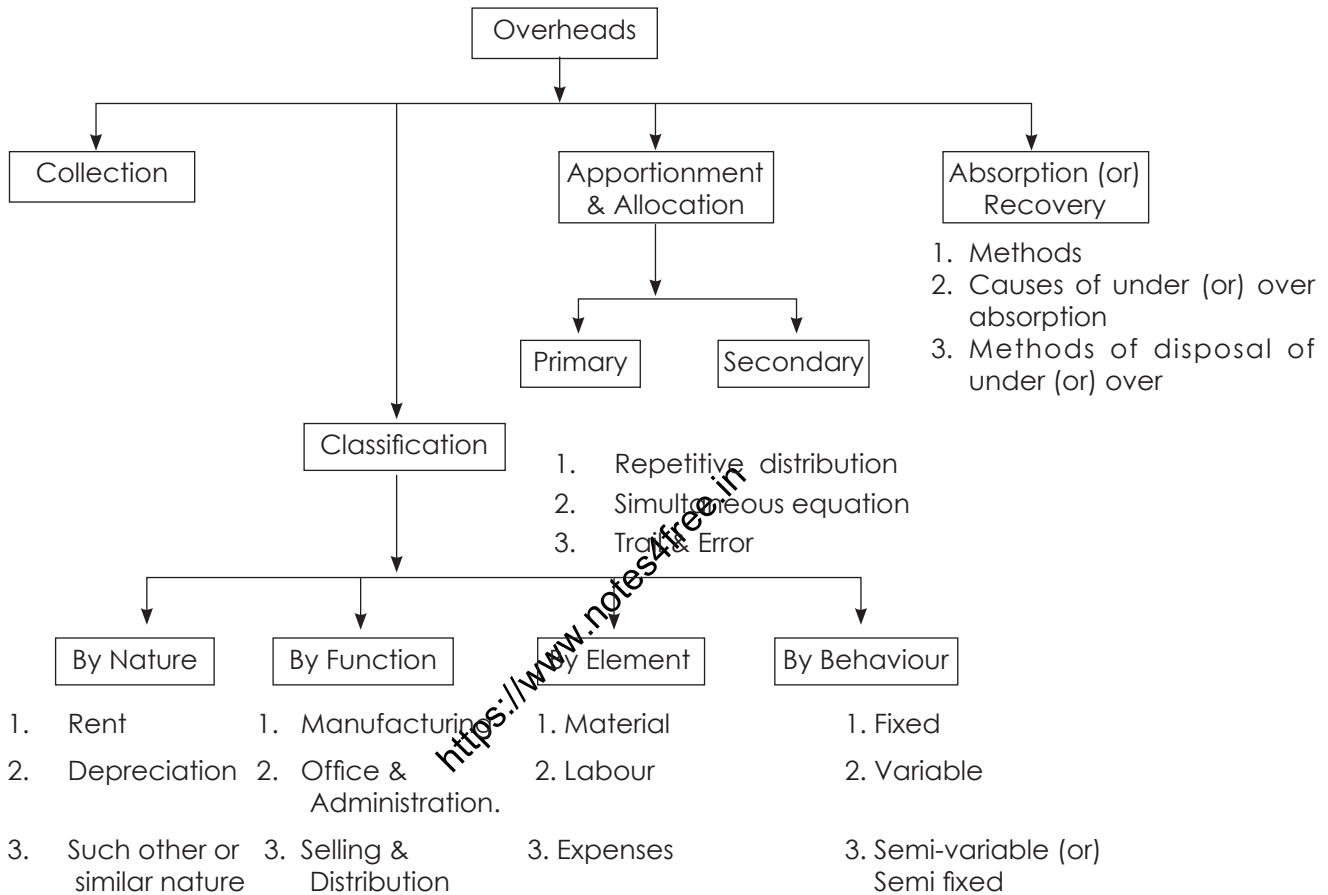 Overheads
Collection
Apportionment
& Allocation
Absorption (or)
Recovery
1. Methods
2. Causes of under (or) over
absorption
3. Methods of disposal of
under (or) over
Primary
Secondary
Classification
1. Repetitive distribution
2. Simultaneous equation
3. Trail & Error
https://www.notes4free.in
By Nature
By Function
By Element
By Behaviour
1. Rent
2. Depreciation
3. Such other or
similar nature
1. Manufacturing
2. Office &
Administration.
3. Selling &
Distribution
1. Material
2. Labour
3. Expenses
1. Fixed
2. Variable
3. Semi-variable (or)
Semi fixed